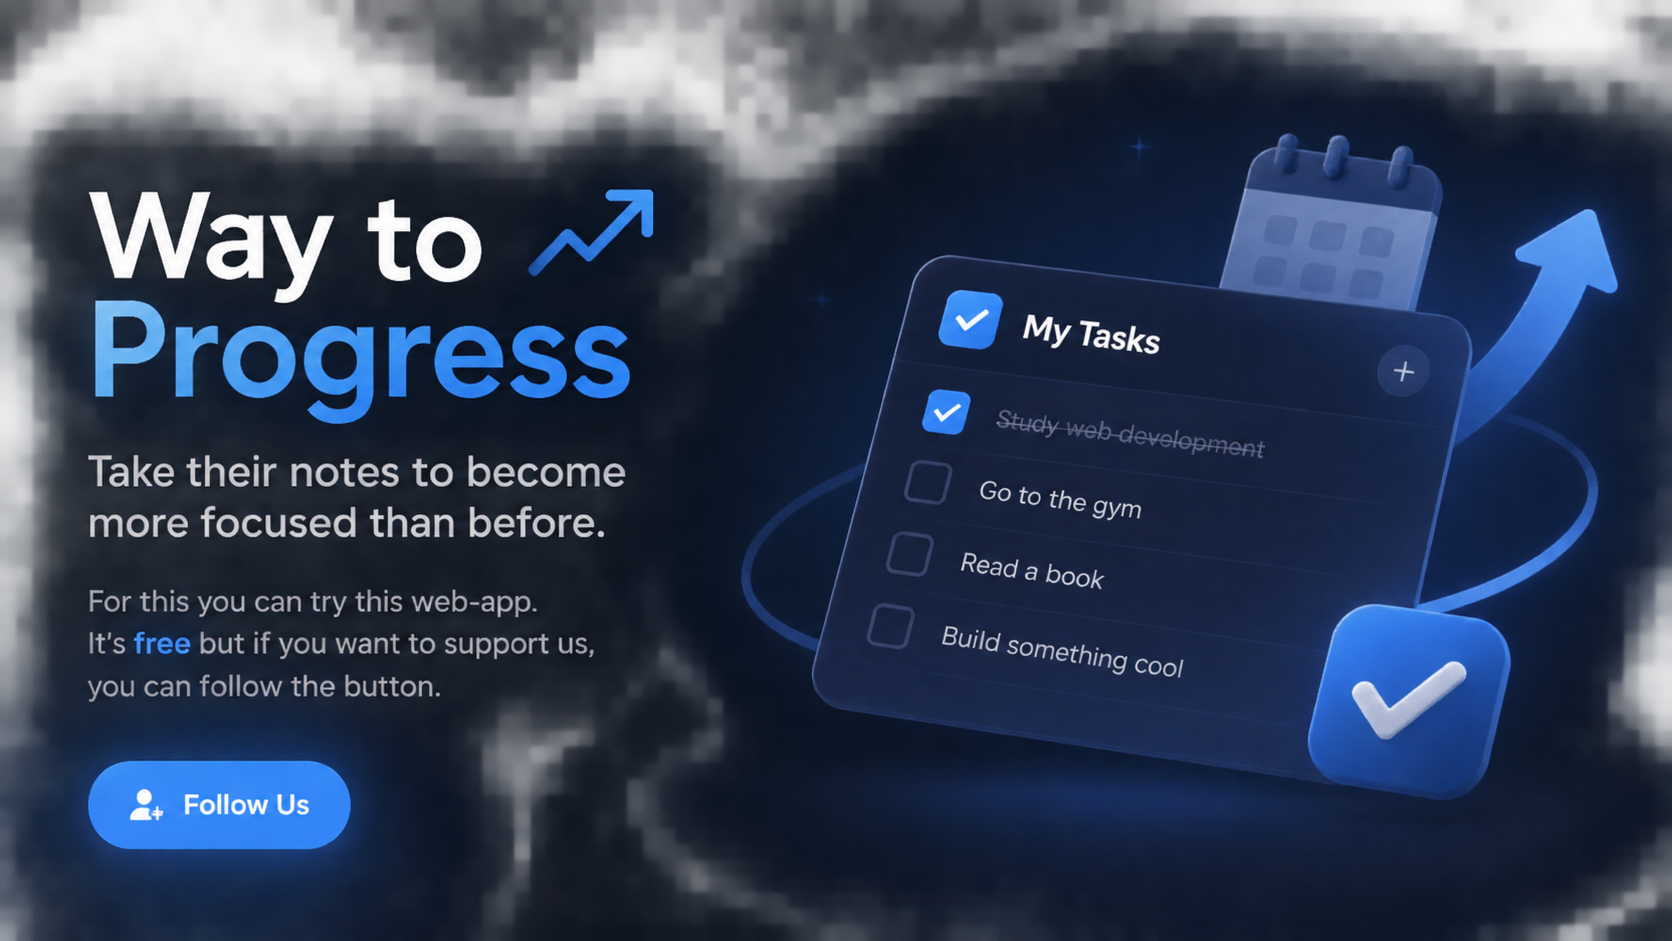 Way to
Progress
Take their notes to become
more focused than before.
For this you can try this web-app.
It's free but if you want to support us,
you can follow the button.
Follow Us
My Tasks
Study web development
Go to the gym
Read a book
Build something cool